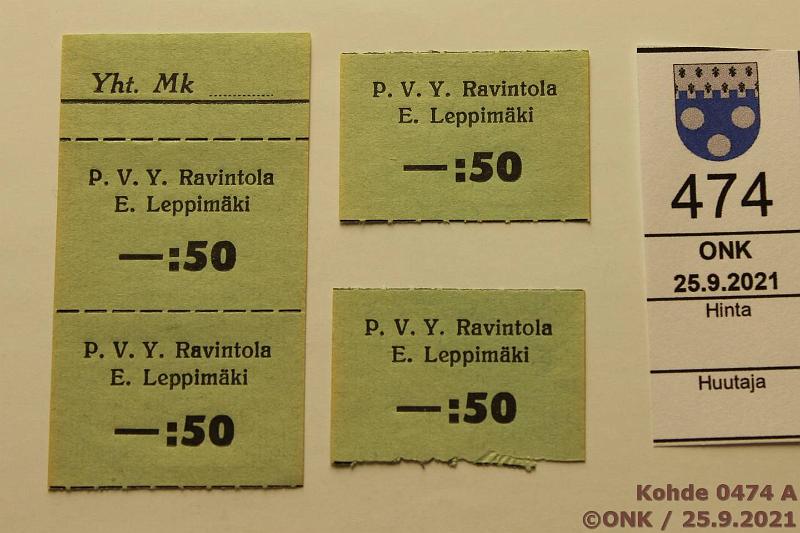 Yht. Mk ..........
P. V. Y. Ravintola
E. Leppimäki
—:50
P. V. Y. Ravintola
E. Leppimäki
—:50
P. V. Y. Ravintola
E. Leppimäki
—:50
P. V. Y. Ravintola
E. Leppimäki
—:50
474
ONK
25.9.2021
Hinta
Huutaja
Kohde 0474 A
©ONK / 25.9.2021